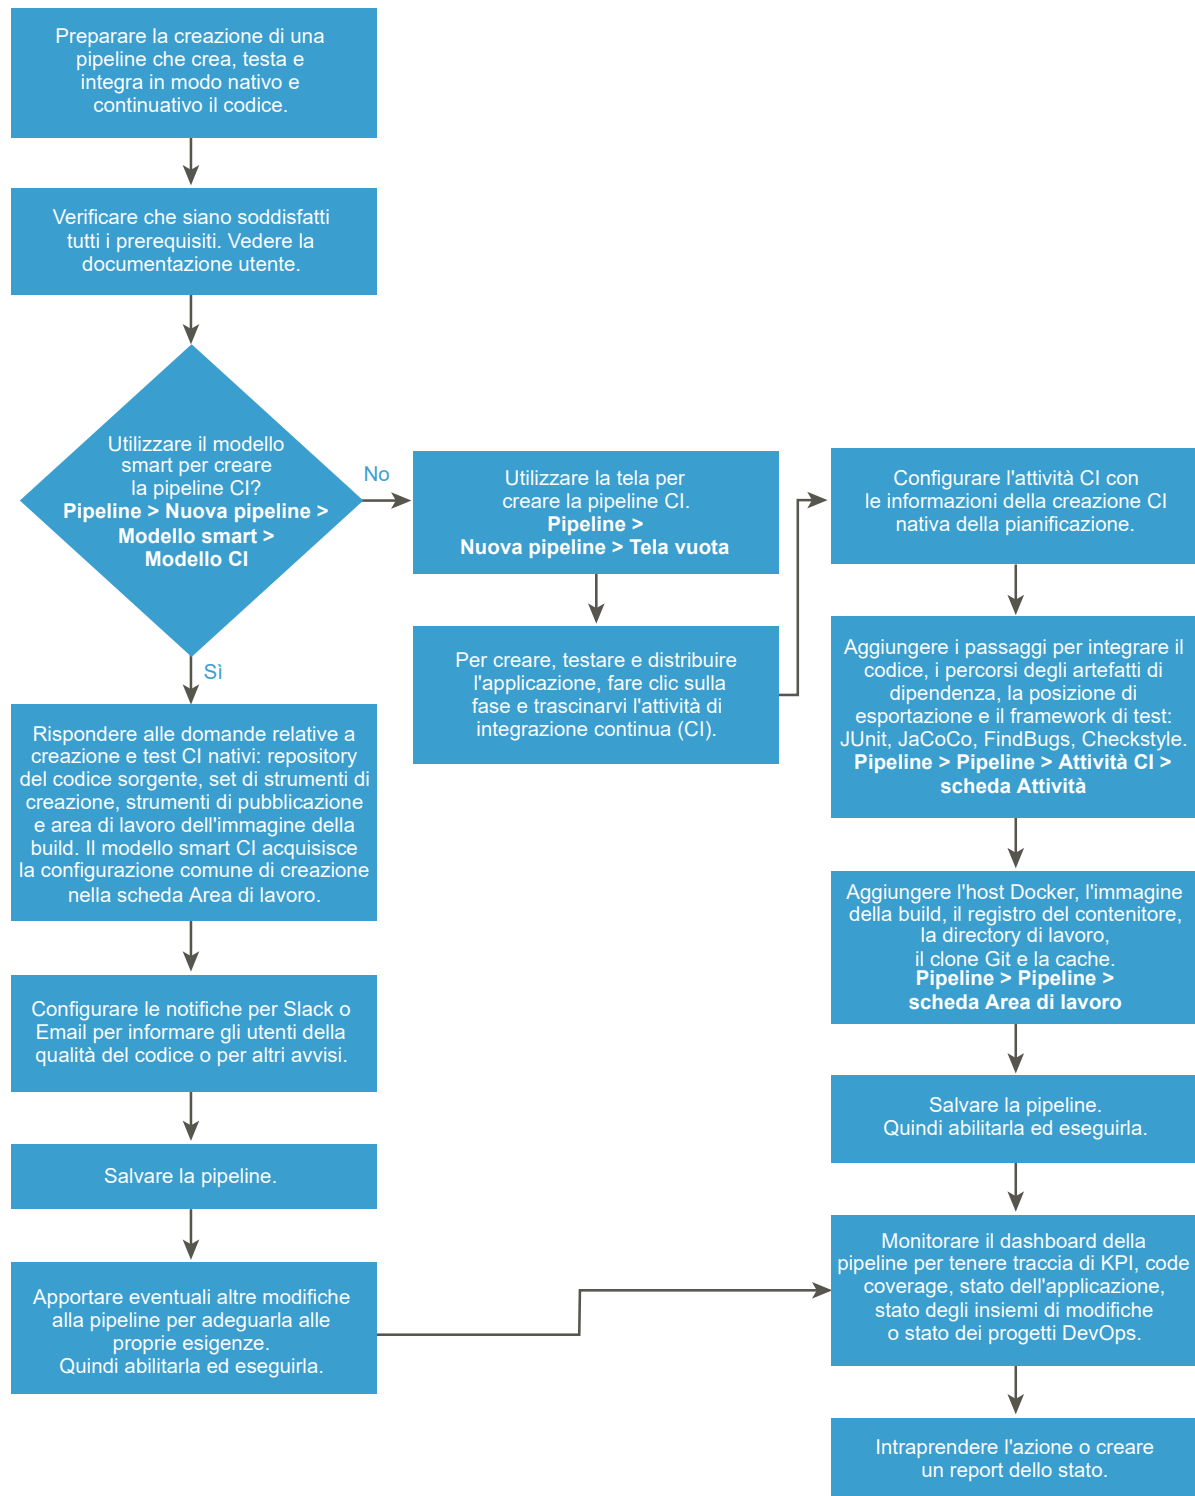 Preparare la creazione di una
pipeline che crea, testa e
integra in modo nativo e
continuativo il codice.
Verificare che siano soddisfatti
tutti i prerequisiti. Vedere la
documentazione utente.
Utilizzare il modello
smart per creare
la pipeline CI?
Pipeline > Nuova pipeline >
Modello smart >
Modello CI
No
Sì
Rispondere alle domande relative a
creazione e test CI nativi: repository
del codice sorgente, set di strumenti di
creazione, strumenti di pubblicazione
e area di lavoro dell'immagine della
build. Il modello smart CI acquisisce
la configurazione comune di creazione
nella scheda Area di lavoro.
Configurare le notifiche per Slack o
Email per informare gli utenti della
qualità del codice o per altri avvisi.
Salvare la pipeline.
Apportare eventuali altre modifiche
alla pipeline per adeguarla alle
proprie esigenze.
Quindi abilitarla ed eseguirla.
Utilizzare la tela per
creare la pipeline CI.
Pipeline >
Nuova pipeline > Tela vuota
Per creare, testare e distribuire
l'applicazione, fare clic sulla
fase e trascinarvi l'attività di
integrazione continua (CI).
Configurare l'attività CI con
le informazioni della creazione CI
nativa della pianificazione.
Aggiungere i passaggi per integrare il
codice, i percorsi degli artefatti di
dipendenza, la posizione di
esportazione e il framework di test:
JUnit, JaCoCo, FindBugs, Checkstyle.
Pipeline > Pipeline > Attività CI >
scheda Attività
Aggiungere l'host Docker, l'immagine
della build, il registro del contenitore,
la directory di lavoro,
il clone Git e la cache.
Pipeline > Pipeline >
scheda Area di lavoro
Salvare la pipeline.
Quindi abilitarla ed eseguirla.
Monitorare il dashboard della
pipeline per tenere traccia di KPI, code
coverage, stato dell'applicazione,
stato degli insiemi di modifiche
o stato dei progetti DevOps.
Intraprendere l'azione o creare
un report dello stato.